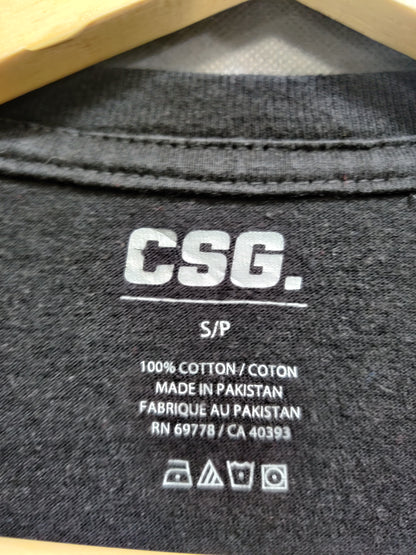 CSG.
S/P
100% COTTON / COTON
MADE IN PAKISTAN
FABRIQUE AU PAKISTAN
RN 69778 / CA 40393